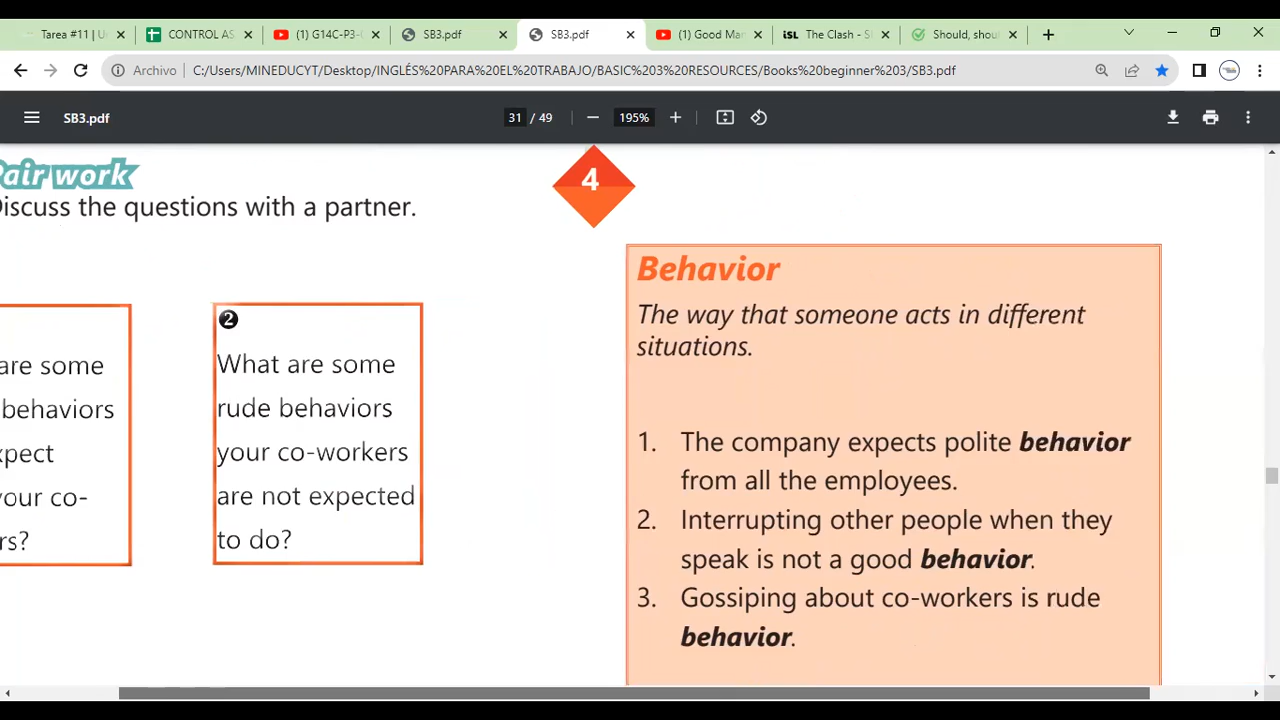 Tarea #11 | U
CONTROL AS
(1) G14C-P3-
SB3.pdf
SB3.pdf
(1) Good Mar
The Clash - S
Should, shou
Archivo
C:/Users/MINEDUCYT/Desktop/INGLÉS%20PARA%20EL%20TRABAJO/BASIC%203%20RESOURCES/Books%20beginner%203/SB3.pdf
SB3.pdf
31 / 49
195%
Pair work
Discuss the questions with a partner.
4
are some
behaviors
xpect
your co-
rs?
2
What are some
rude behaviors
your co-workers
are not expected
to do?
Behavior
The way that someone acts in different
situations.
1. The company expects polite behavior
from all the employees.
2. Interrupting other people when they
speak is not a good behavior.
3. Gossiping about co-workers is rude
behavior.